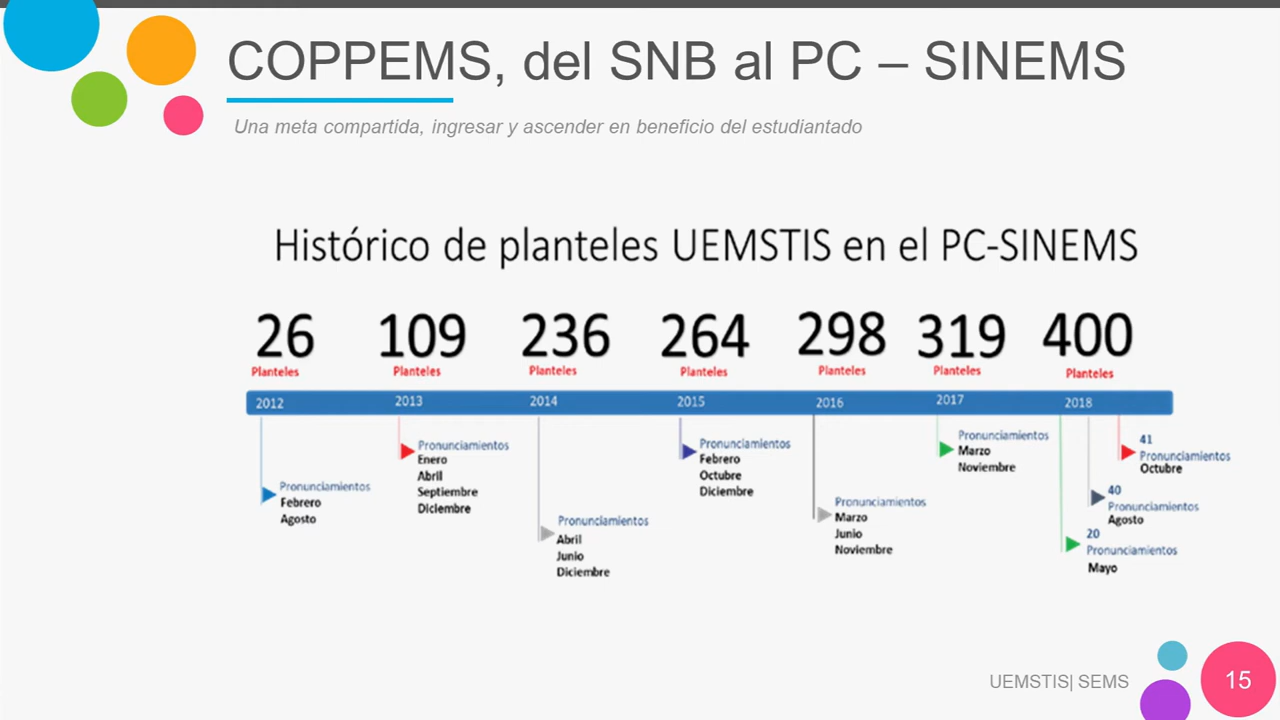 COPPEMS, del SNB al PC – SINEMS
Una meta compartida, ingresar y ascender en beneficio del estudiantado
Histórico de planteles UEMSTIS en el PC-SINEMS
26 109 236 264 298 319 400
Planteles Planteles Planteles Planteles Planteles Planteles Planteles
2012 2013 2014 2015 2016 2017 2018
Pronunciamientos
Febrero
Agosto
Pronunciamientos
Enero
Abril
Septiembre
Diciembre
Pronunciamientos
Abril
Junio
Diciembre
Pronunciamientos
Febrero
Octubre
Diciembre
Pronunciamientos
Marzo
Junio
Noviembre
Pronunciamientos
Marzo
Noviembre
41
Pronunciamientos
Octubre
40
Pronunciamientos
Agosto
20
Pronunciamientos
Mayo
UEMSTIS| SEMS
15